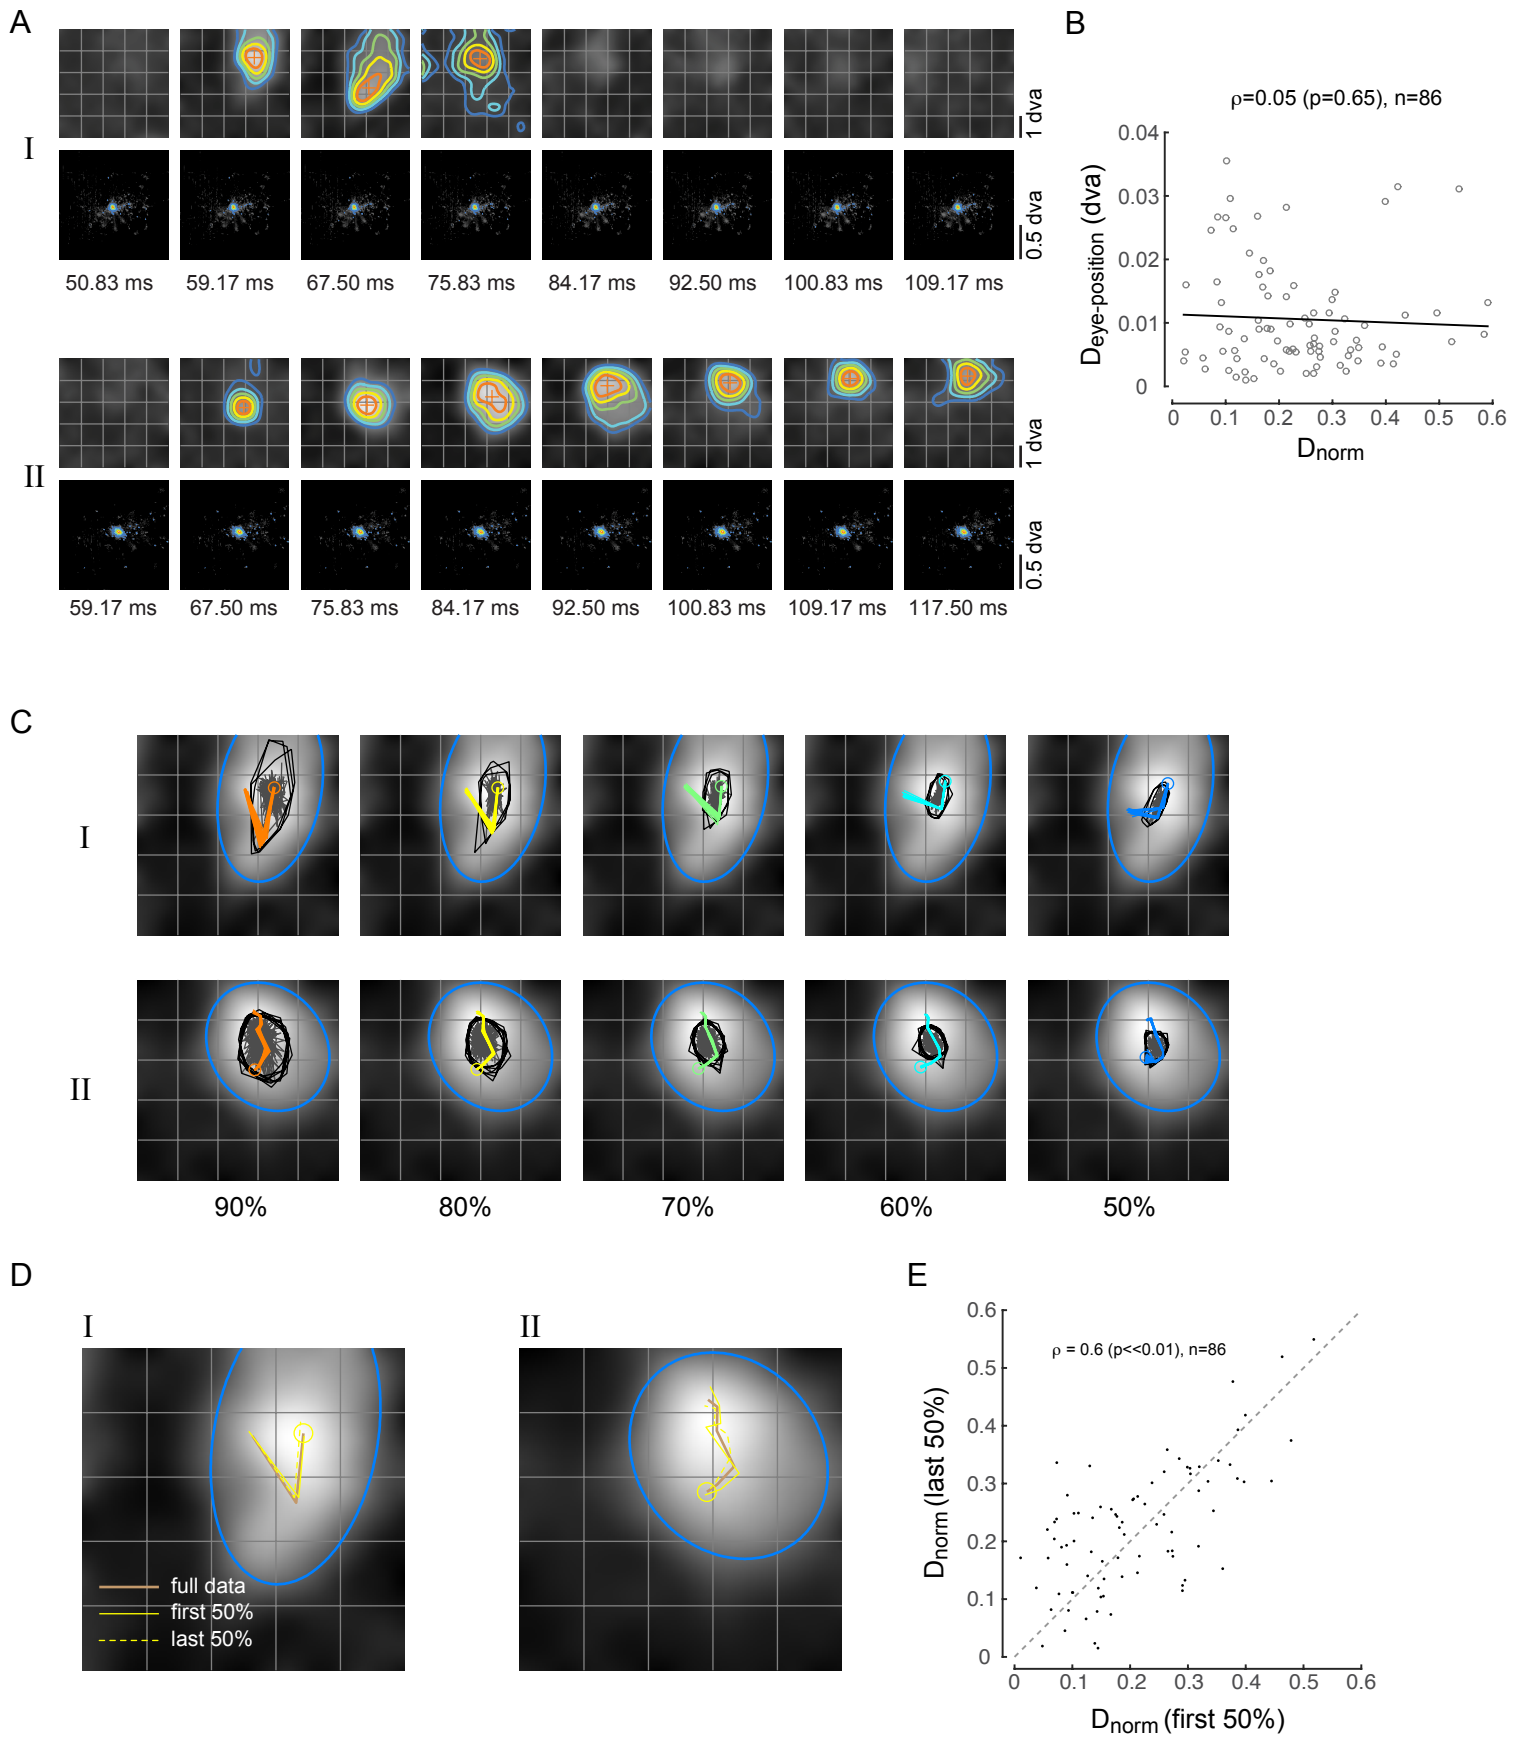 A
I
1 dva
0.5 dva
50.83 ms 59.17 ms 67.50 ms 75.83 ms 84.17 ms 92.50 ms 100.83 ms 109.17 ms
II
1 dva
0.5 dva
59.17 ms 67.50 ms 75.83 ms 84.17 ms 92.50 ms 100.83 ms 109.17 ms 117.50 ms
B
ρ=0.05 (p=0.65), n=86
Deye-position (dva)
0.04
0.03
0.02
0.01
0
0 0.1 0.2 0.3 0.4 0.5 0.6
Dnorm
C
I
II
90% 80% 70% 60% 50%
D
I
full data
first 50%
last 50%
II
E
ρ = 0.6 (p<<0.01), n=86
Dnorm (last 50%)
0.6
0.5
0.4
0.3
0.2
0.1
0
0 0.1 0.2 0.3 0.4 0.5 0.6
Dnorm (first 50%)